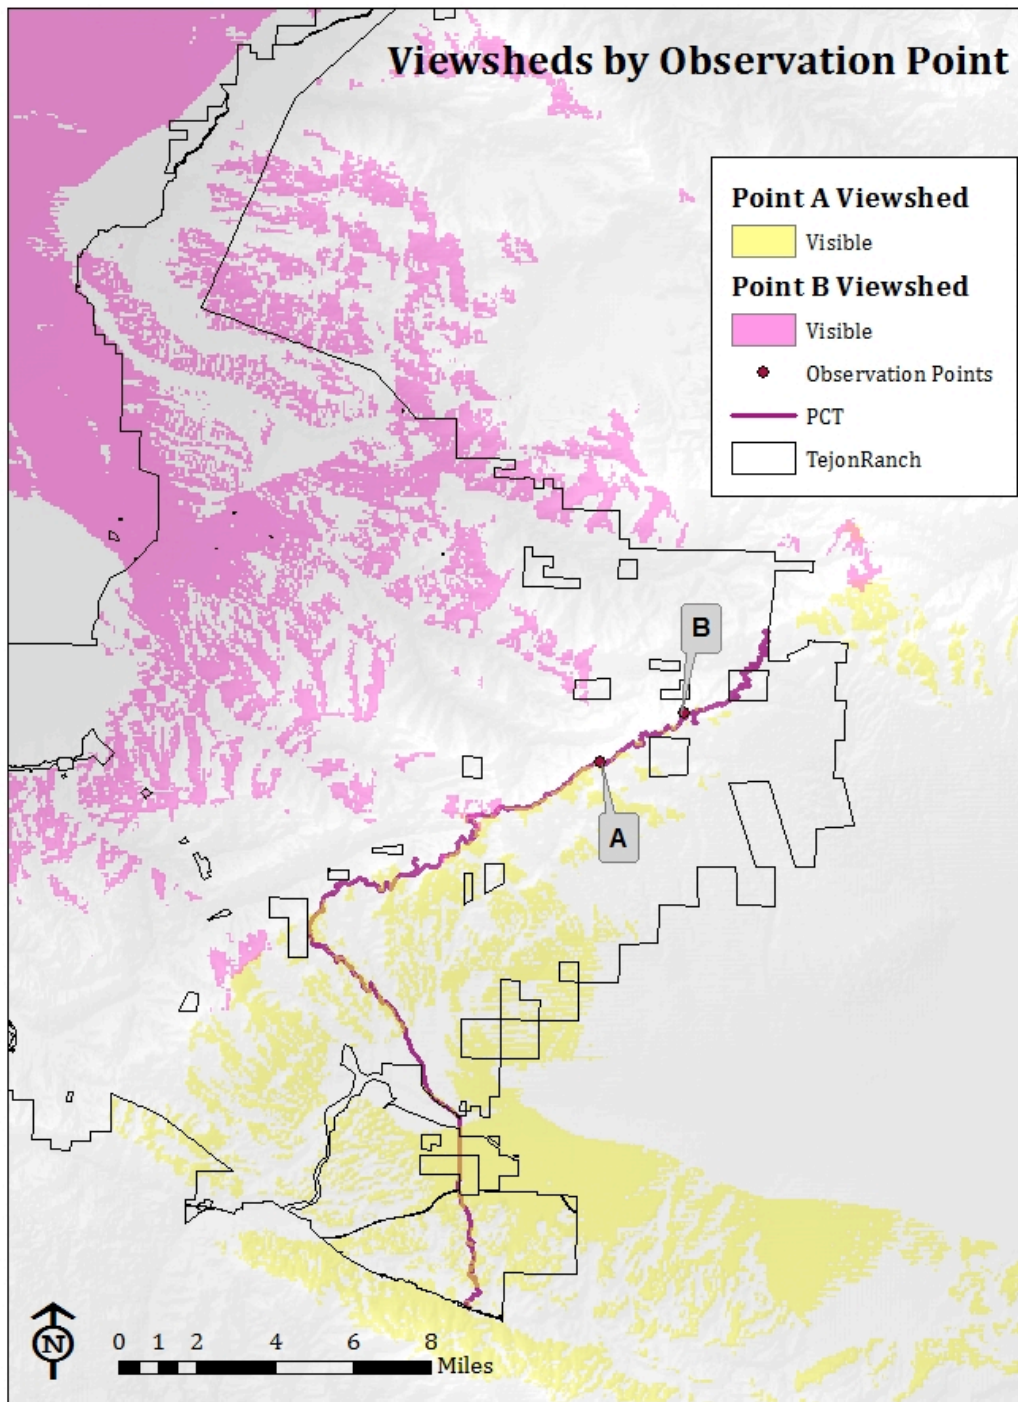 Viewsheds by Observation Point
Point A Viewshed
Visible
Point B Viewshed
Visible
Observation Points
PCT
TejonRanch
B
A
N
0 1 2 4 6 8
Miles